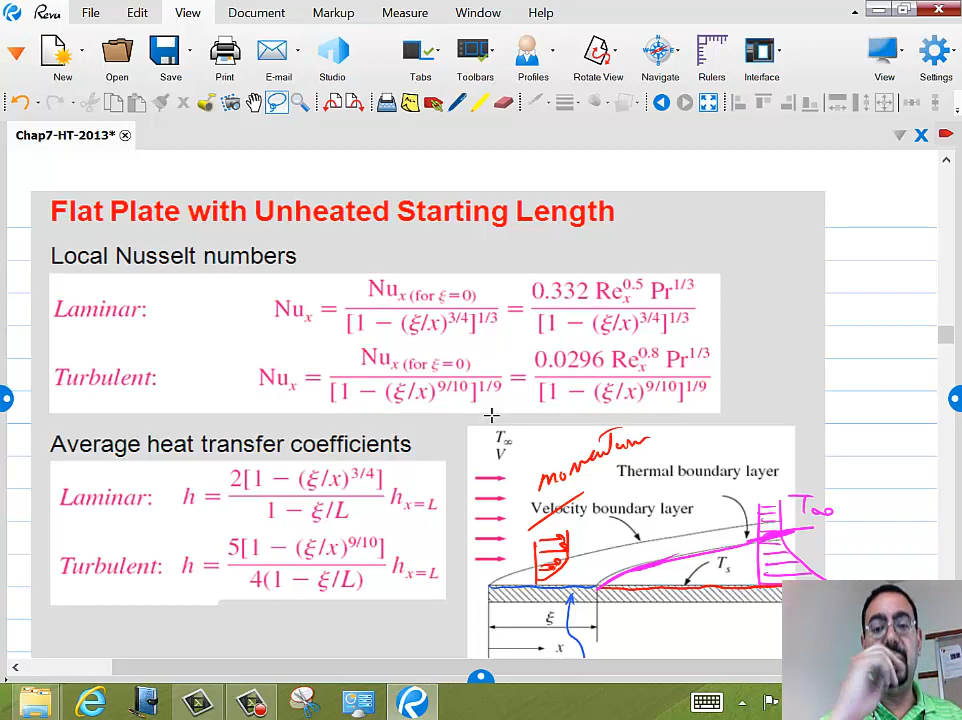 Revu File Edit View Document Markup Measure Window Help
New Open Save Print E-mail Studio Tabs Toolbars Profiles Rotate View Navigate Rulers Interface View Settings
Chap7-HT-2013*
Flat Plate with Unheated Starting Length
Local Nusselt numbers
Laminar: Nuₓ = Nuₓ (for ξ=0) / [1 − (ξ/x)^3/4]^1/3 = 0.332 Reₓ^0.5 Pr^1/3 / [1 − (ξ/x)^3/4]^1/3
Turbulent: Nuₓ = Nuₓ (for ξ=0) / [1 − (ξ/x)^9/10]^1/9 = 0.0296 Reₓ^0.8 Pr^1/3 / [1 − (ξ/x)^9/10]^1/9
Average heat transfer coefficients
Laminar: h = 2[1 − (ξ/x)^3/4] / 1 − ξ/L h_x=L
Turbulent: h = 5[1 − (ξ/x)^9/10] / 4(1 − ξ/L) h_x=L
T∞
V
momentum
Thermal boundary layer
Velocity boundary layer
T∞
Tₛ
ξ
x